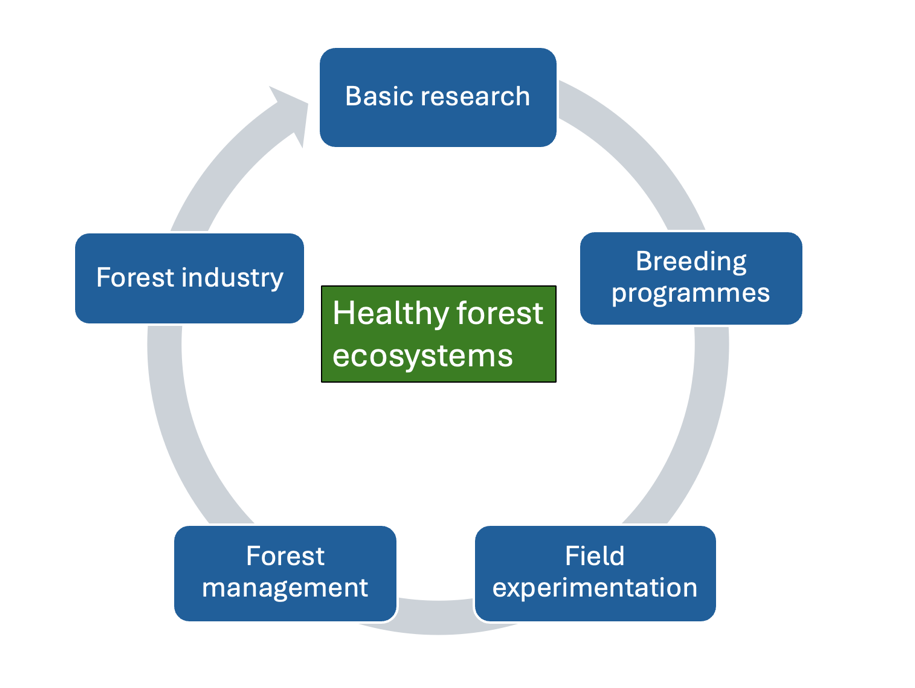 Basic research
Breeding
programmes
Forest industry
Healthy forest
ecosystems
Forest
management
Field
experimentation